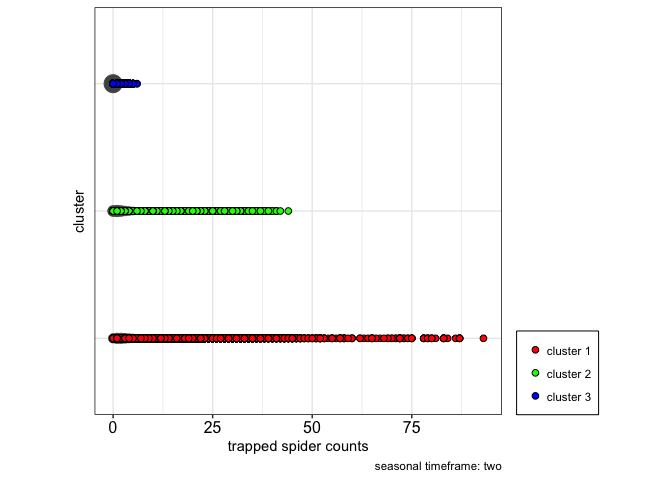 cluster
0 25 50 75
trapped spider counts
seasonal timeframe: two
cluster 1
cluster 2
cluster 3